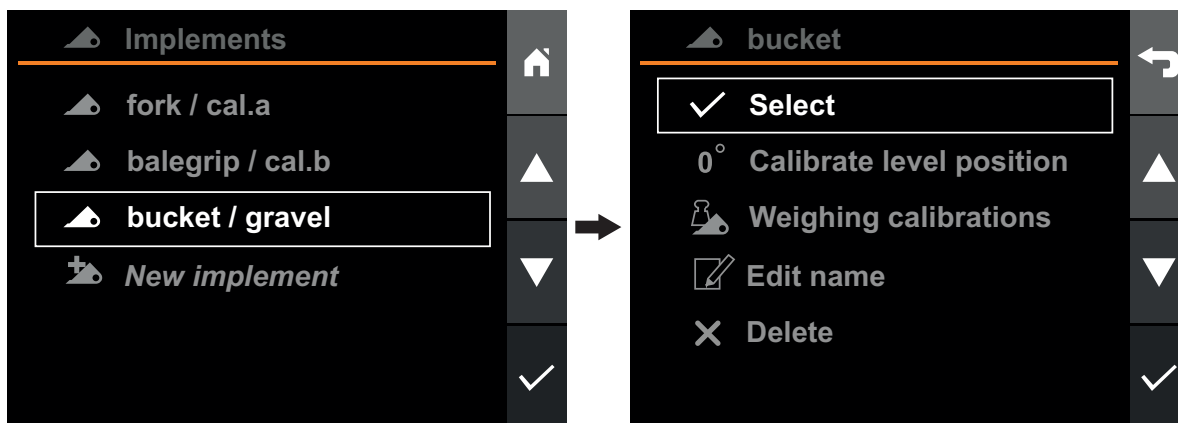 Implements
fork / cal.a
balegrip / cal.b
bucket / gravel
New implement
bucket
Select
0° Calibrate level position
Weighing calibrations
Edit name
Delete